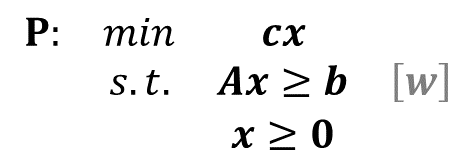 P: min cx
s.t. Ax ≥ b [w]
x ≥ 0